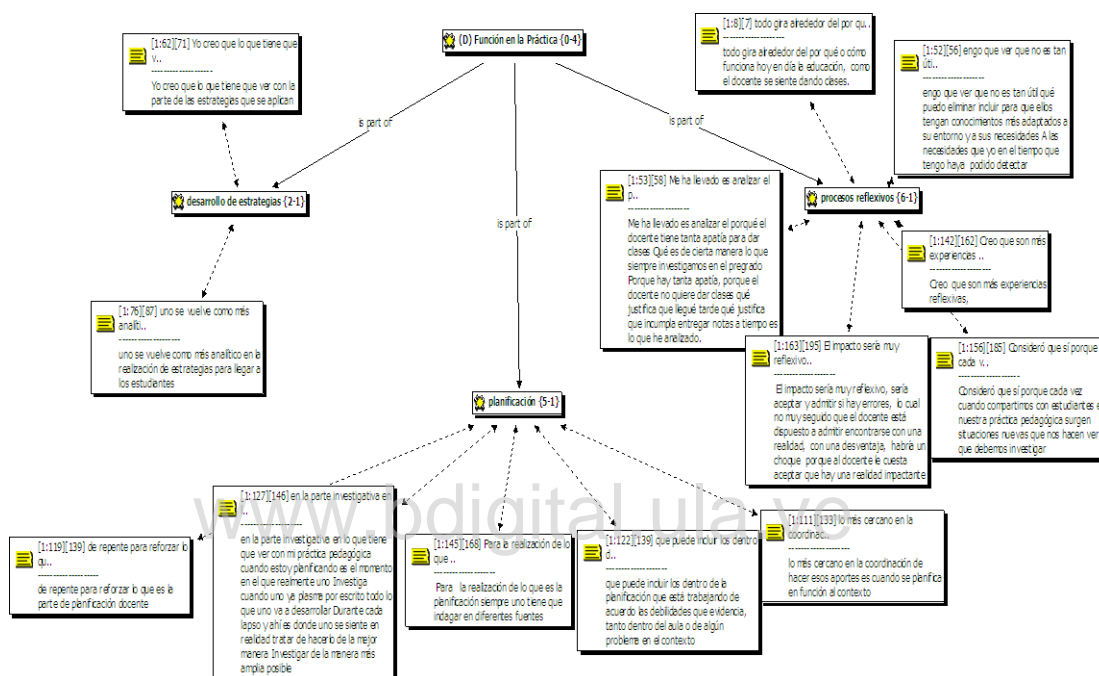 (D) Función en la Práctica {0-4}
[1:62][71] Yo creo que lo que tiene que
v..
--------------------
Yo creo que lo que tiene que ver con la
parte de las estrategias que se aplican
[1:8][7] todo gira alrededor del por qu..
--------------------
todo gira alrededor del por qué o cómo
funciona hoy en día la educación, como
el docente se siente dando clases.
[1:52][56] engo que ver que no es tan
úti..
--------------------
engo que ver que no es tan útil qué
puedo eliminar incluir para que ellos
tengan conocimientos más adaptados a
su entorno y a sus necesidades A las
necesidades que yo en el tiempo que
tengo haya podido detectar
is part of
is part of
is part of
desarrollo de estrategias {2-1}
procesos reflexivos {6-1}
[1:53][58] Me ha llevado es analizar el
p..
--------------------
Me ha llevado es analizar el porqué el
docente tiene tanta apatía para dar
clases Qué es de cierta manera lo que
siempre investigamos en el pregrado
Porque hay tanta apatía, porque el
docente no quiere dar clases qué
justifica que llegué tarde qué justifica
que incumpla entregar notas a tiempo es
lo que he analizado.
[1:142][162] Creo que son más
experiencias ..
--------------------
Creo que son más experiencias
reflexivas,
[1:76][87] uno se vuelve como más
analíti..
--------------------
uno se vuelve como más analítico en la
realización de estrategias para llegar a
los estudiantes
[1:163][195] El impacto sería muy
reflexivo..
--------------------
El impacto sería muy reflexivo, sería
aceptar y admitir si hay errores, lo cual
no muy seguido que el docente está
dispuesto a admitir encontrarse con una
realidad, con una desventaja, habría un
choque porque al docente le cuesta
aceptar que hay una realidad impactante
[1:156][185] Consideró que sí porque
cada v..
--------------------
Consideró que sí porque cada vez
cuando compartimos con estudiantes e
nuestra práctica pedagógica surgen
situaciones nuevas que nos hacen ver
que debemos investigar
planificación {5-1}
[1:119][139] de repente para reforzar lo
qu..
--------------------
de repente para reforzar lo que es la
parte de planificación docente
[1:127][146] en la parte investigativa en
l..
--------------------
en la parte investigativa en lo que tiene
que ver con mi práctica pedagógica
cuando estoy planificando es el momento
en el que realmente uno Investiga
cuando uno ya plasma por escrito todo lo
que uno va a desarrollar Durante cada
lapso y ahí es donde uno se siente en
realidad tratar de hacerlo de la mejor
manera Investigar de la manera más
amplia posible
[1:145][168] Para la realización de lo
que ..
--------------------
Para la realización de lo que es la
planificación siempre uno tiene que
indagar en diferentes fuentes
[1:122][139] que puede incluir los dentro
d..
--------------------
que puede incluir los dentro de la
planificación que está trabajando de
acuerdo las debilidades que evidencia,
tanto dentro del aula o de algún
problema en el contexto
[1:111][133] lo más cercano en la
coordinac..
--------------------
lo más cercano en la coordinación de
hacer esos aportes es cuando se planifica
en función al contexto
www.bdigital.ula.ve